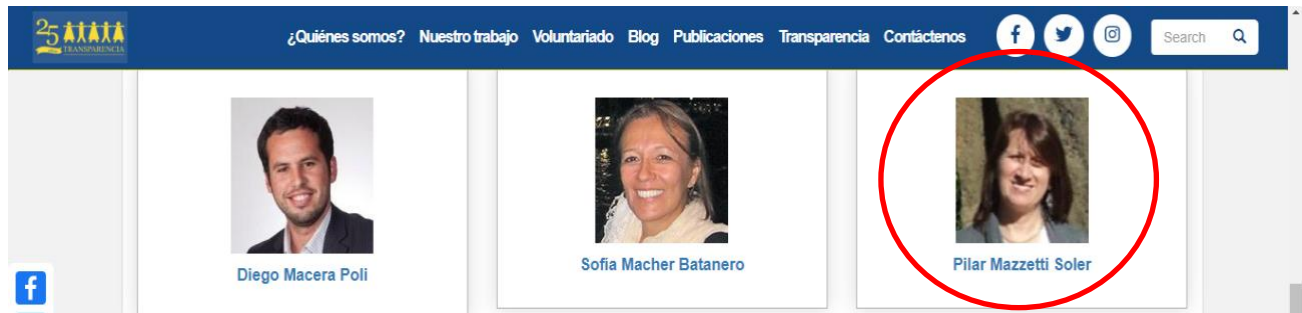 25
TRANSPARENCIA
¿Quiénes somos? Nuestro trabajo Voluntariado Blog Publicaciones Transparencia Contáctenos
Search
Diego Macera Poli
Sofia Macher Batanero
Pilar Mazzetti Soler